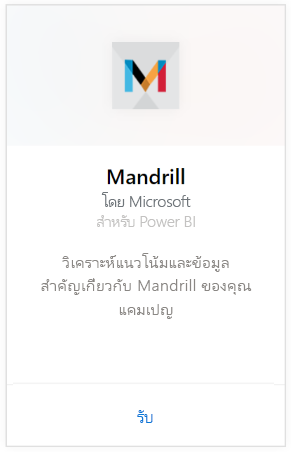 Mandrill
โดย Microsoft
สำหรับ Power BI
วิเคราะห์แนวโน้มและข้อมูล
สำคัญเกี่ยวกับ Mandrill ของคุณ
แคมเปญ
รับ